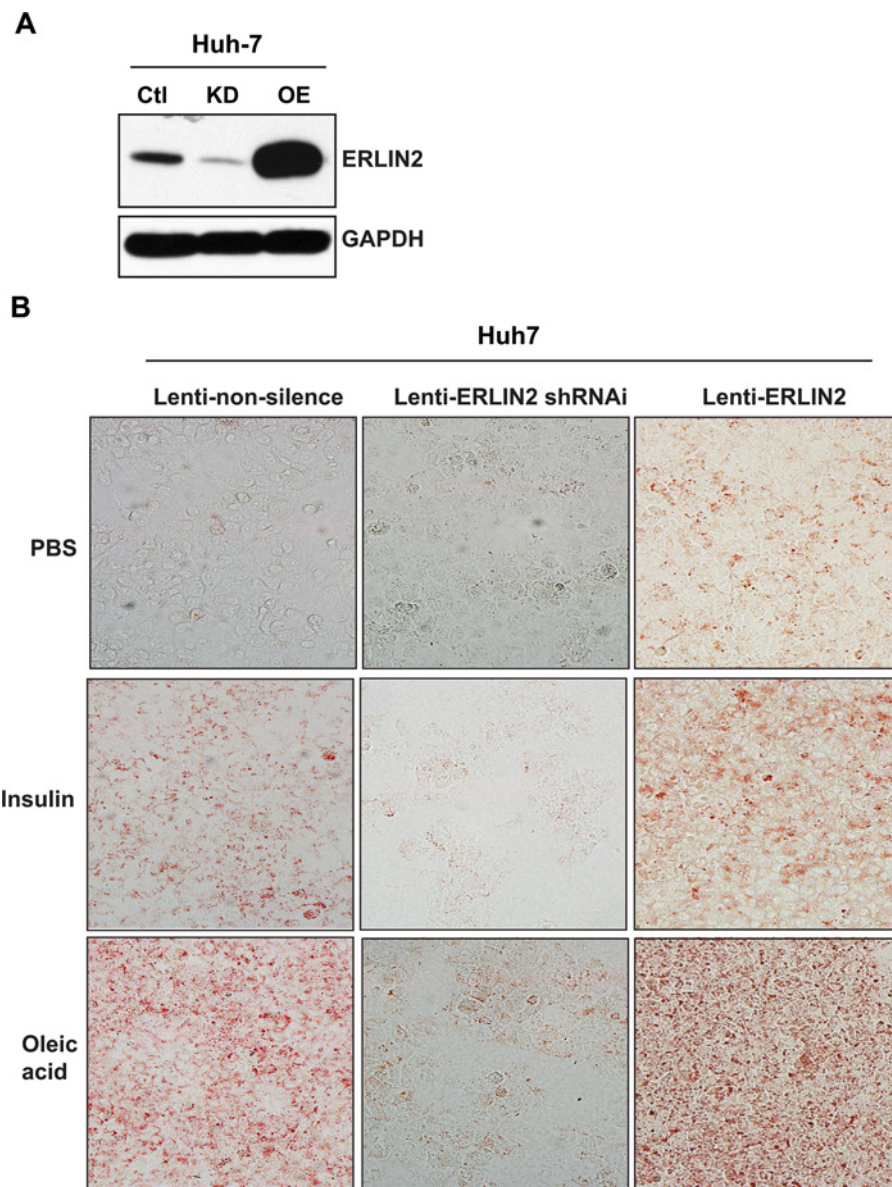 A
Huh-7
Ctl KD OE
ERLIN2
GAPDH
B
Huh7
Lenti-non-silence Lenti-ERLIN2 shRNAi Lenti-ERLIN2
PBS
Insulin
Oleic
acid